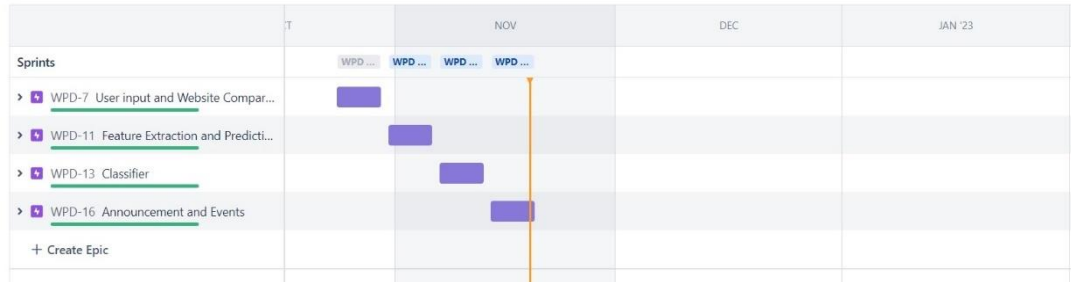 NOV DEC JAN '23
Sprints WPD ... WPD ... WPD ... WPD ...
WPD-7 User input and Website Compar...
WPD-11 Feature Extraction and Predicti...
WPD-13 Classifier
WPD-16 Announcement and Events
+ Create Epic